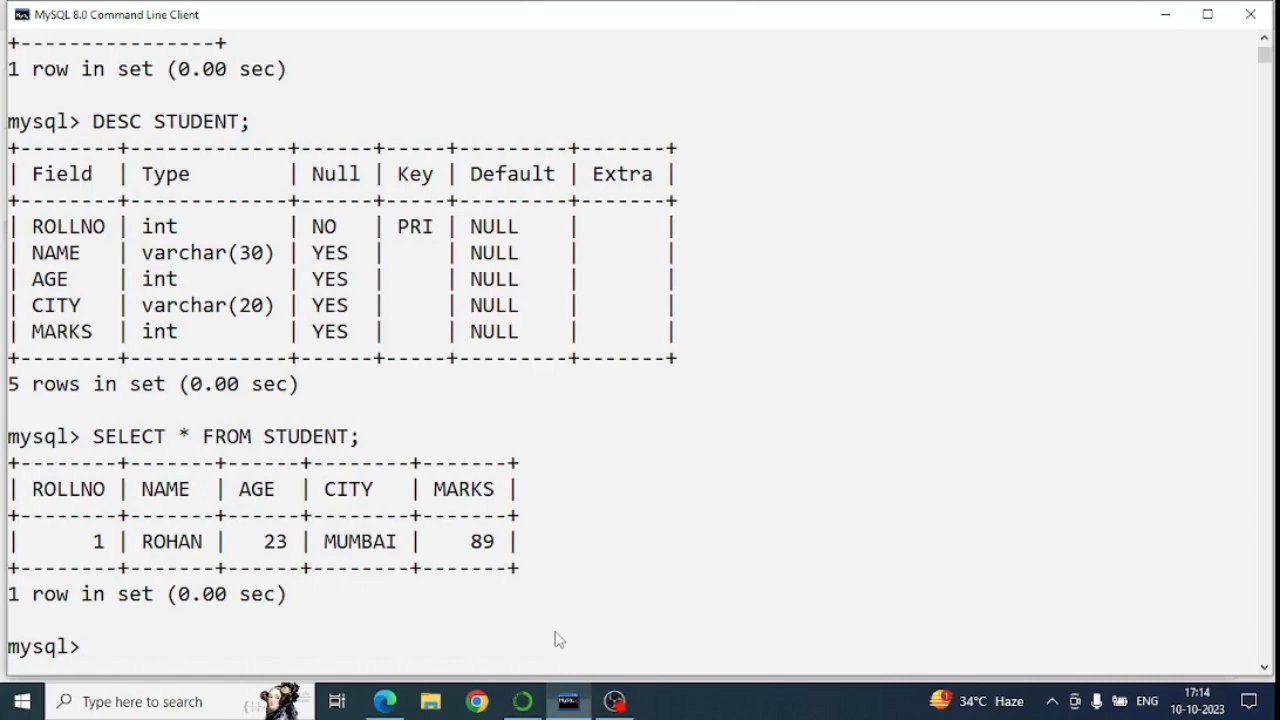 MySQL 8.0 Command Line Client
+----------------+
1 row in set (0.00 sec)
mysql> DESC STUDENT;
+--------+-------------+------+-----+---------+-------+
| Field  | Type        | Null | Key | Default | Extra |
+--------+-------------+------+-----+---------+-------+
| ROLLNO | int         | NO   | PRI | NULL    |       |
| NAME   | varchar(30) | YES  |     | NULL    |       |
| AGE    | int         | YES  |     | NULL    |       |
| CITY   | varchar(20) | YES  |     | NULL    |       |
| MARKS  | int         | YES  |     | NULL    |       |
+--------+-------------+------+-----+---------+-------+
5 rows in set (0.00 sec)
mysql> SELECT * FROM STUDENT;
+--------+-------+------+--------+-------+
| ROLLNO | NAME  | AGE  | CITY   | MARKS |
+--------+-------+------+--------+-------+
|      1 | ROHAN |   23 | MUMBAI |    89 |
+--------+-------+------+--------+-------+
1 row in set (0.00 sec)
mysql>
Type here to search
34°C Haze
ENG
17:14
10-10-2023